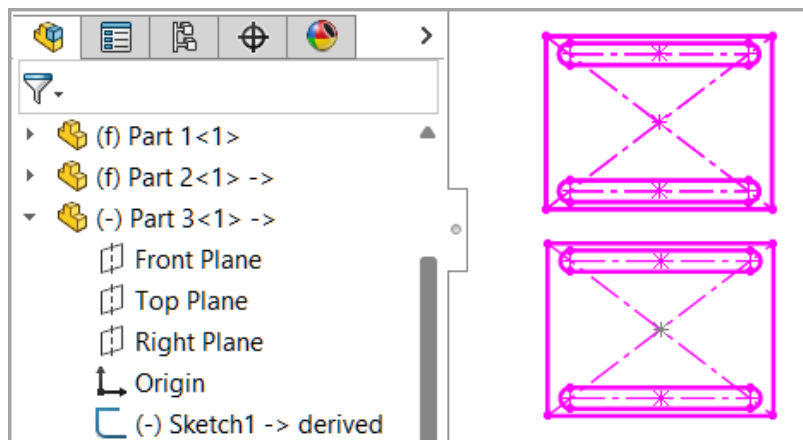 (f) Part 1<1>
(f) Part 2<1> ->
(-) Part 3<1> ->
Front Plane
Top Plane
Right Plane
Origin
(-) Sketch1 -> derived